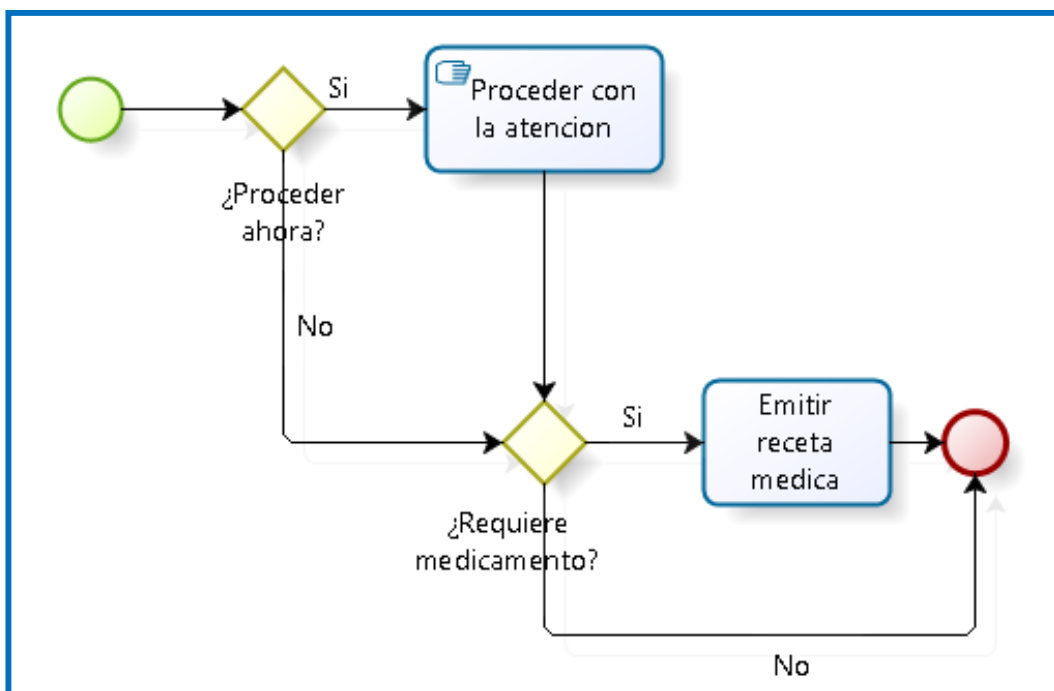 Si
Proceder con
la atencion
¿Proceder
ahora?
No
Si
Emitir
receta
medica
¿Requiere
medicamento?
No